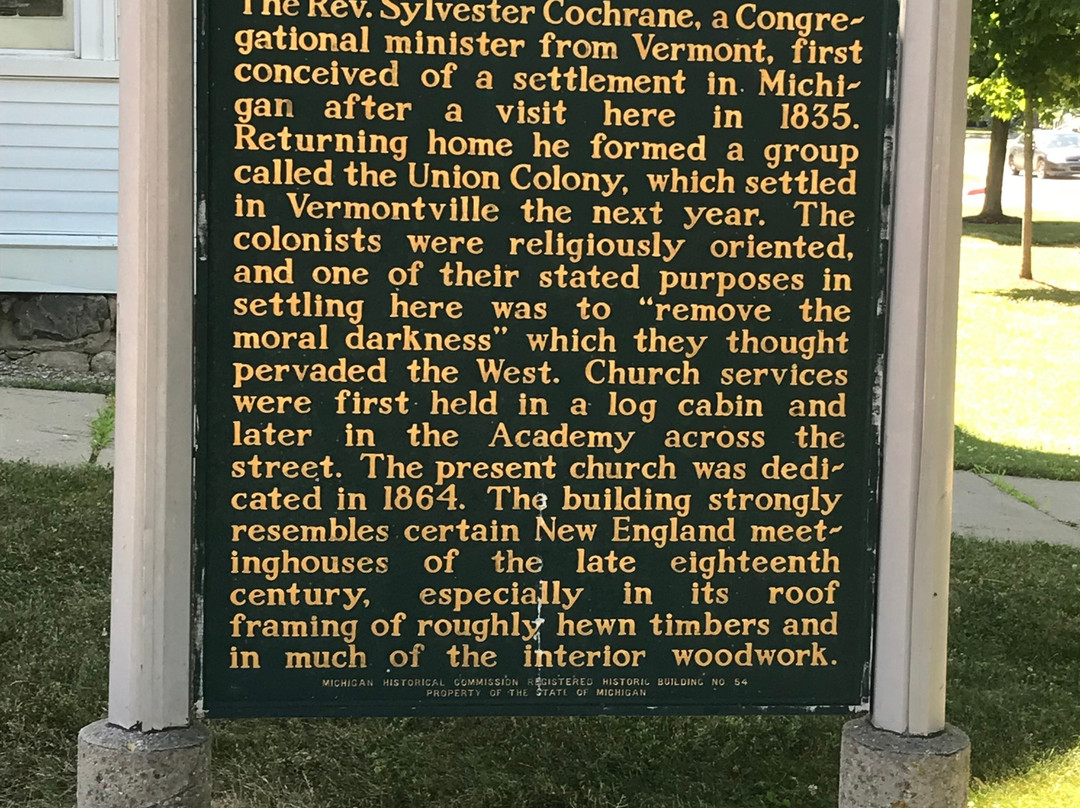 The Rev. Sylvester Cochrane, a Congre-
gational minister from Vermont, first
conceived of a settlement in Michi-
gan after a visit here in 1835.
Returning home he formed a group
called the Union Colony, which settled
in Vermontville the next year. The
colonists were religiously oriented,
and one of their stated purposes in
settling here was to “remove the
moral darkness” which they thought
pervaded the West. Church services
were first held in a log cabin and
later in the Academy across the
street. The present church was dedi-
cated in 1864. The building strongly
resembles certain New England meet-
inghouses of the late eighteenth
century, especially in its roof
framing of roughly hewn timbers and
in much of the interior woodwork.
MICHIGAN HISTORICAL COMMISSION REGISTERED HISTORIC BUILDING NO. 54
PROPERTY OF THE STATE OF MICHIGAN